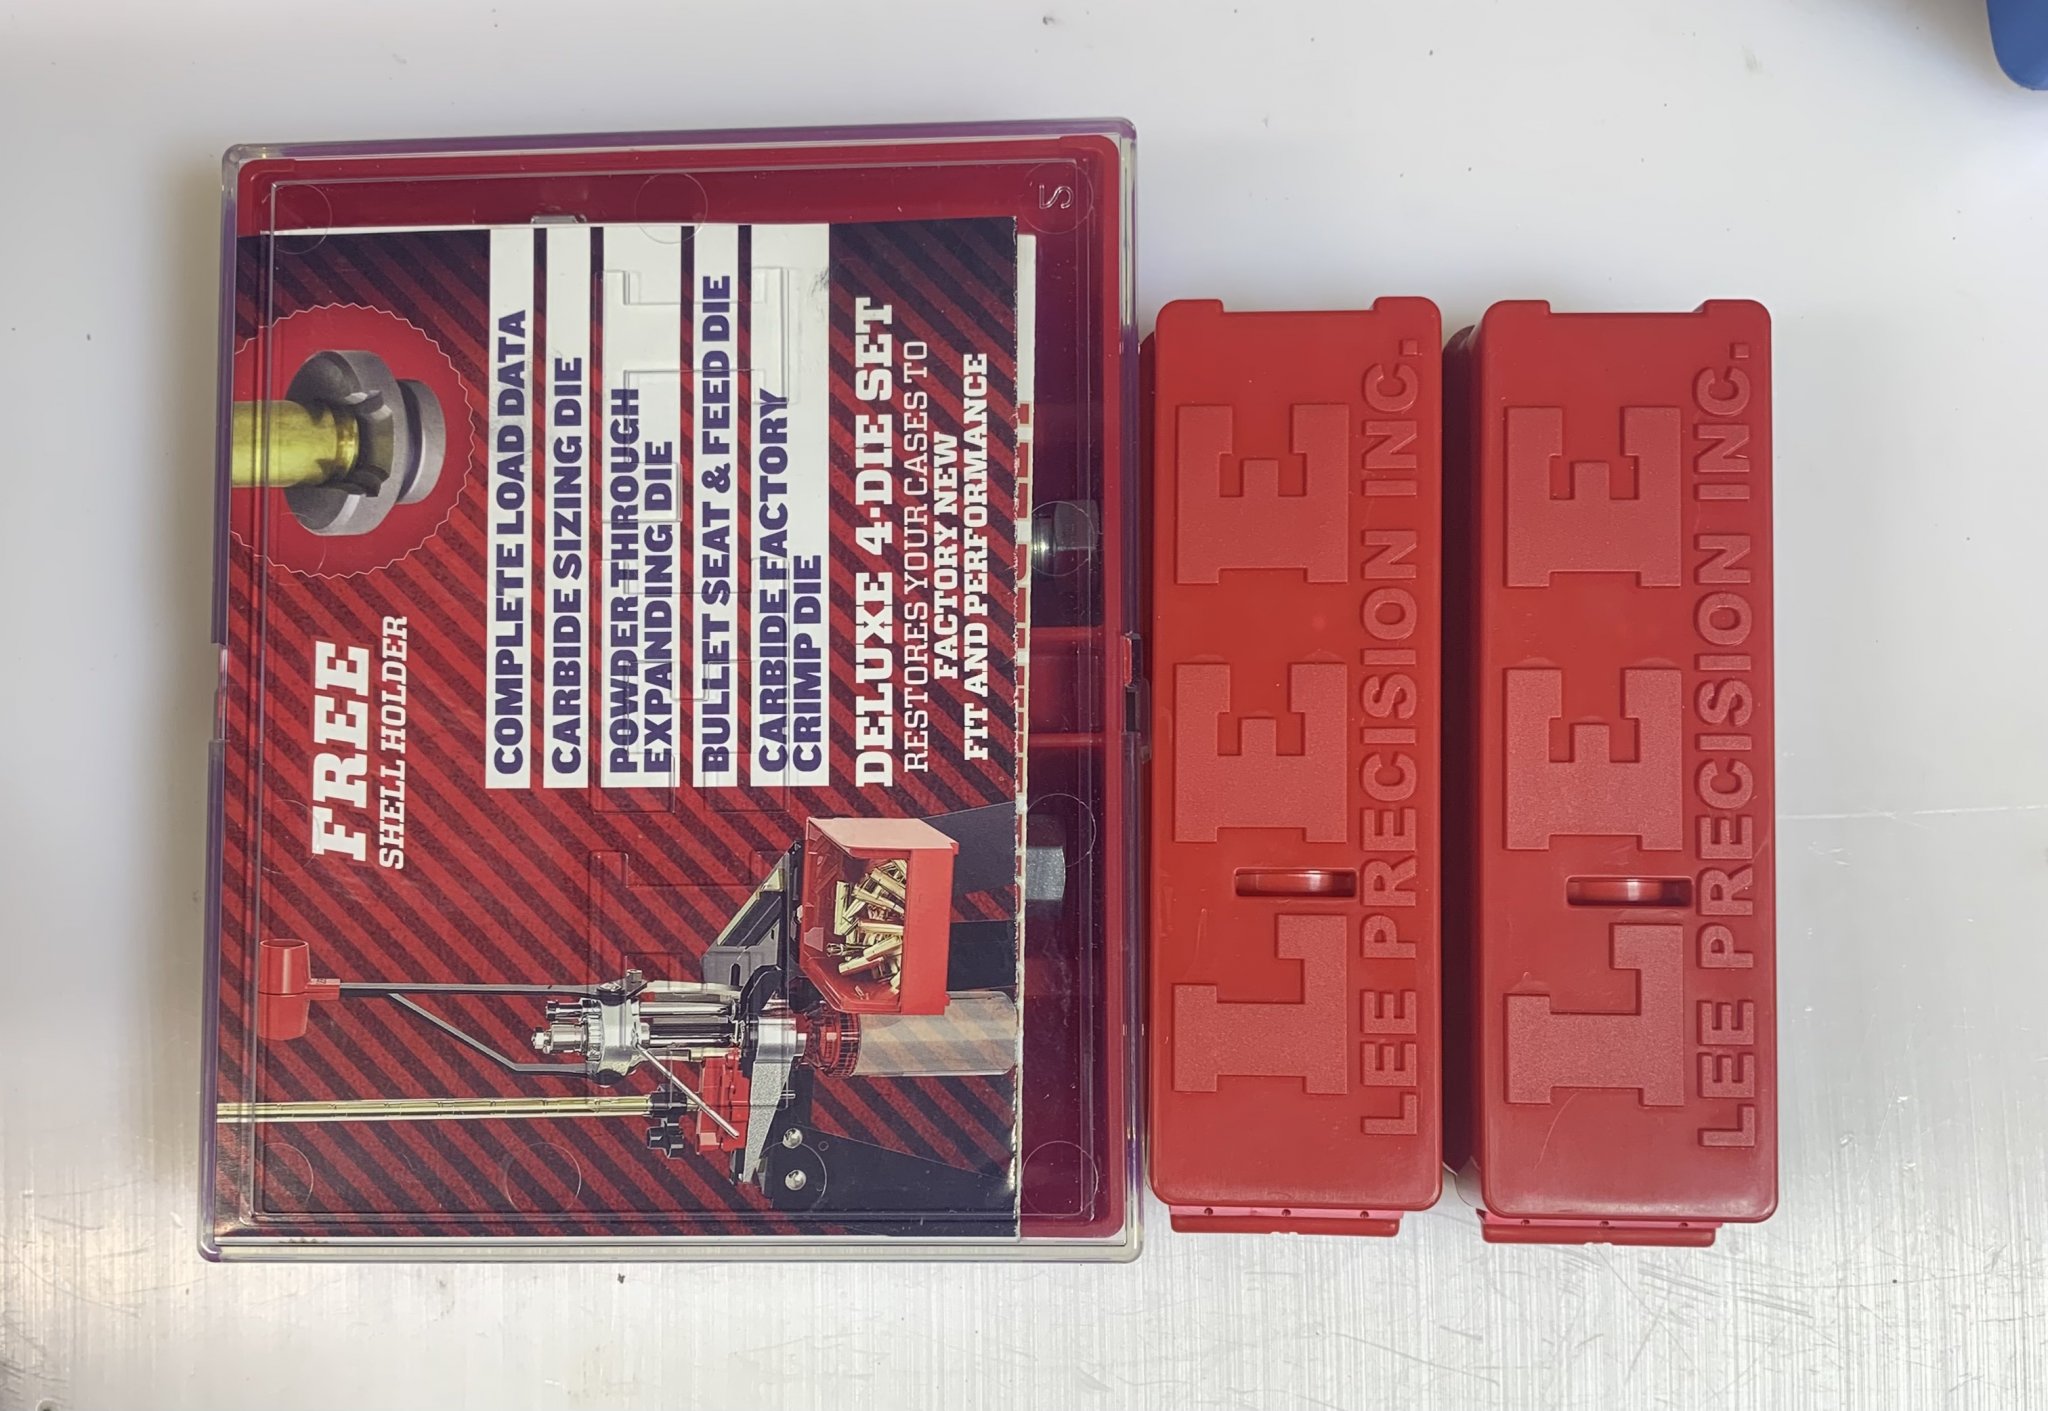 FREE
SHELL HOLDER
COMPLETE LOAD DATA
CARBIDE SIZING DIE
POWDER THROUGH
EXPANDING DIE
BULLET SEAT & FEED DIE
CARBIDE FACTORY
CRIMP DIE
DELUXE 4-DIE SET
RESTORES YOUR CASES TO
FACTORY NEW
FIT AND PERFORMANCE
LEE
LEE PRECISION INC.
LEE
LEE PRECISION INC.